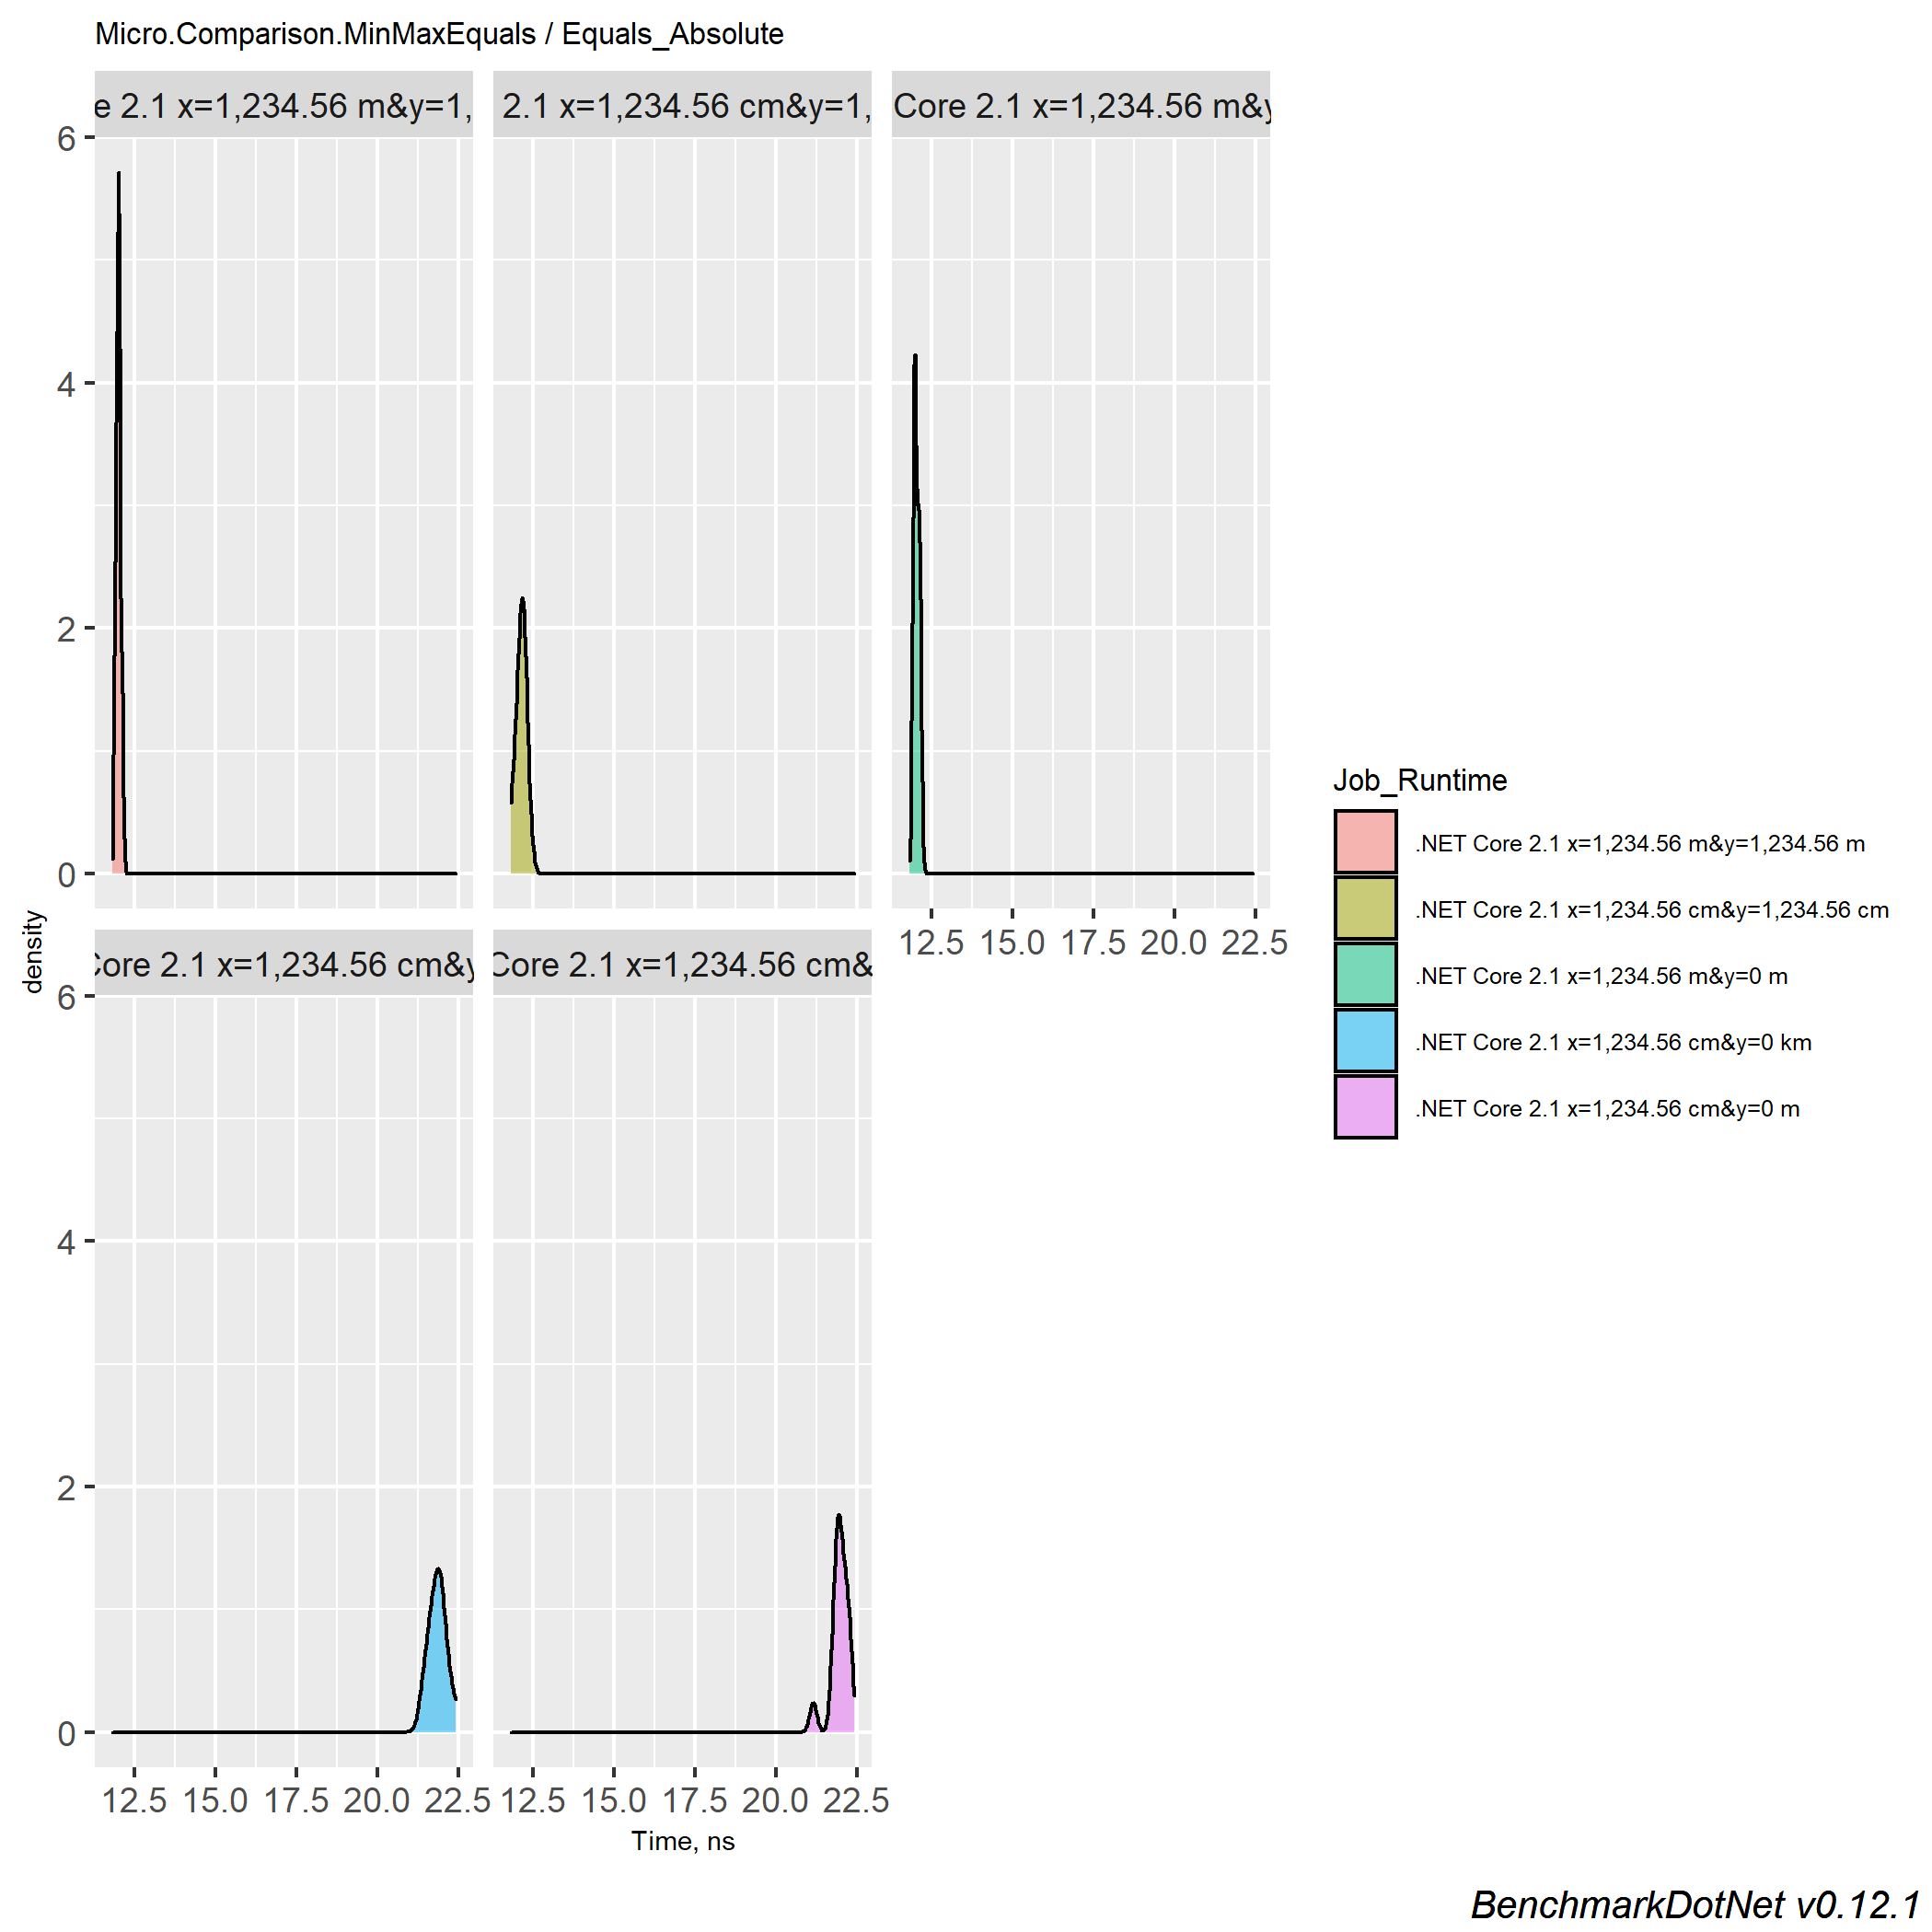 Micro.Comparison.MinMaxEquals / Equals_Absolute
e 2.1 x=1,234.56 m&y=1,
2.1 x=1,234.56 cm&y=1,
Core 2.1 x=1,234.56 m&y
6
4
2
0
12.5 15.0 17.5 20.0 22.5
density
Core 2.1 x=1,234.56 cm&y
Core 2.1 x=1,234.56 cm&
6
4
2
0
12.5 15.0 17.5 20.0 22.5
12.5 15.0 17.5 20.0 22.5
Time, ns
Job_Runtime
.NET Core 2.1 x=1,234.56 m&y=1,234.56 m
.NET Core 2.1 x=1,234.56 cm&y=1,234.56 cm
.NET Core 2.1 x=1,234.56 m&y=0 m
.NET Core 2.1 x=1,234.56 cm&y=0 km
.NET Core 2.1 x=1,234.56 cm&y=0 m
BenchmarkDotNet v0.12.1